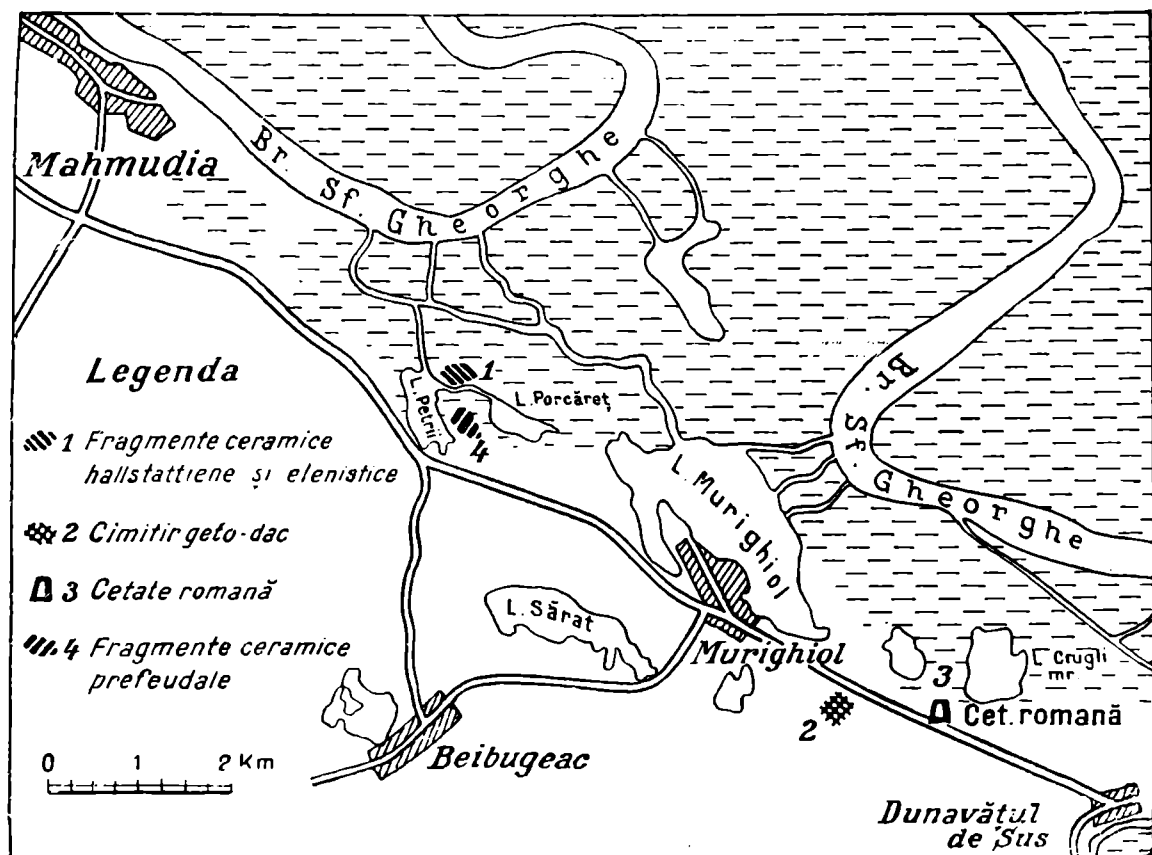 Mahmudia
Br. Sf. Gheorghe
Legenda
1 Fragmente ceramice
hallstattiene și elenistice
2 Cimitir geto-dac
3 Cetate romană
4 Fragmente ceramice
prefeudale
0 1 2 Km
1
L. Porcăreț
L. Petrii
4
L. Murighiol
Br. Sf. Gheorghe
L. Sărat
Murighiol
L. Crugli
mr.
3
Cet. romană
2
Beibugeac
Dunavățul
de Sus